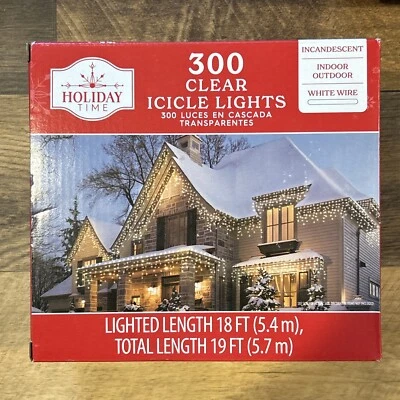 HOLIDAY
TIME
300
CLEAR
ICICLE LIGHTS
300 LUCES EN CASCADA
TRANSPARENTES
INCANDESCENT
INDOOR
OUTDOOR
WHITE WIRE
LIGHTED LENGTH 18 FT (5.4 m),
TOTAL LENGTH 19 FT (5.7 m)